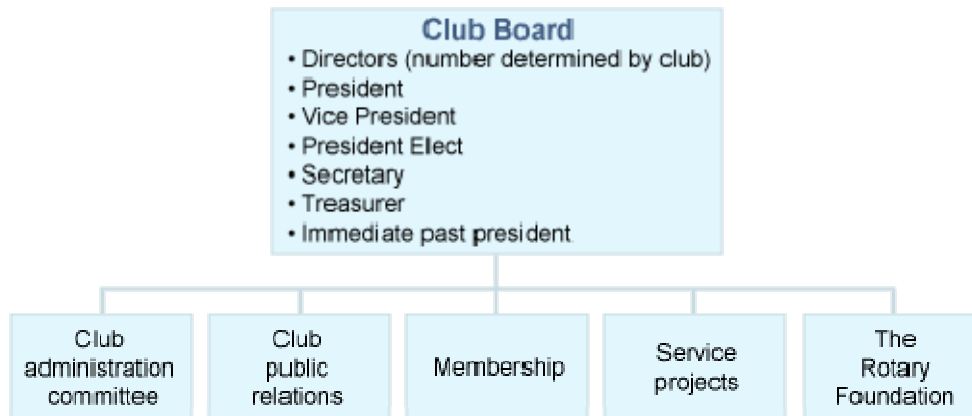 Club Board
• Directors (number determined by club)
• President
• Vice President
• President Elect
• Secretary
• Treasurer
• Immediate past president
Club
administration
committee
Club
public
relations
Membership
Service
projects
The
Rotary
Foundation